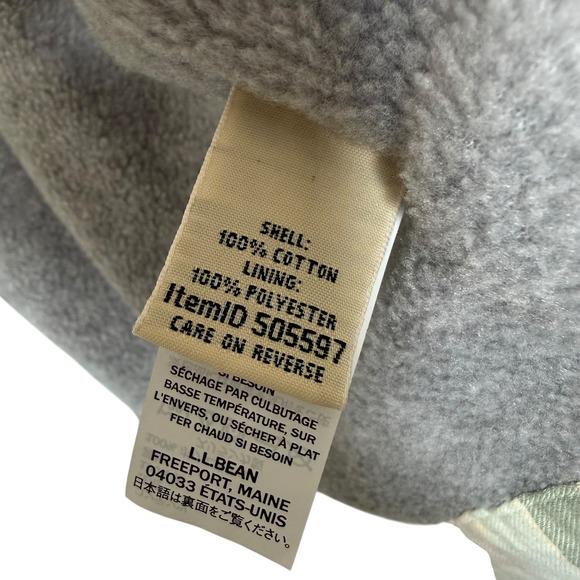 SHELL:
100% COTTON
LINING:
100% POLYESTER
ItemID 505597
CARE ON REVERSE
SI BESOIN
SÉCHAGE PAR CULBUTAGE
BASSE TEMPÉRATURE, SUR
L'ENVERS, OU SÉCHER À PLAT
FER CHAUD SI BESOIN
L.L.BEAN
FREEPORT, MAINE
04033 ÉTATS-UNIS
日本語は裏面をご覧ください。